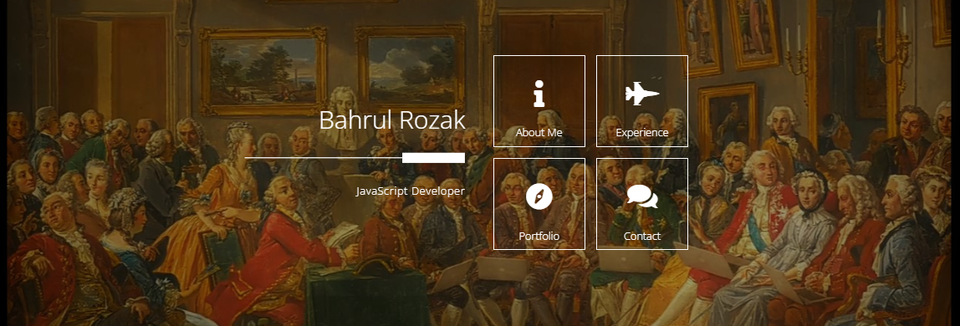 Bahrul Rozak
JavaScript Developer
About Me
Experience
Portfolio
Contact